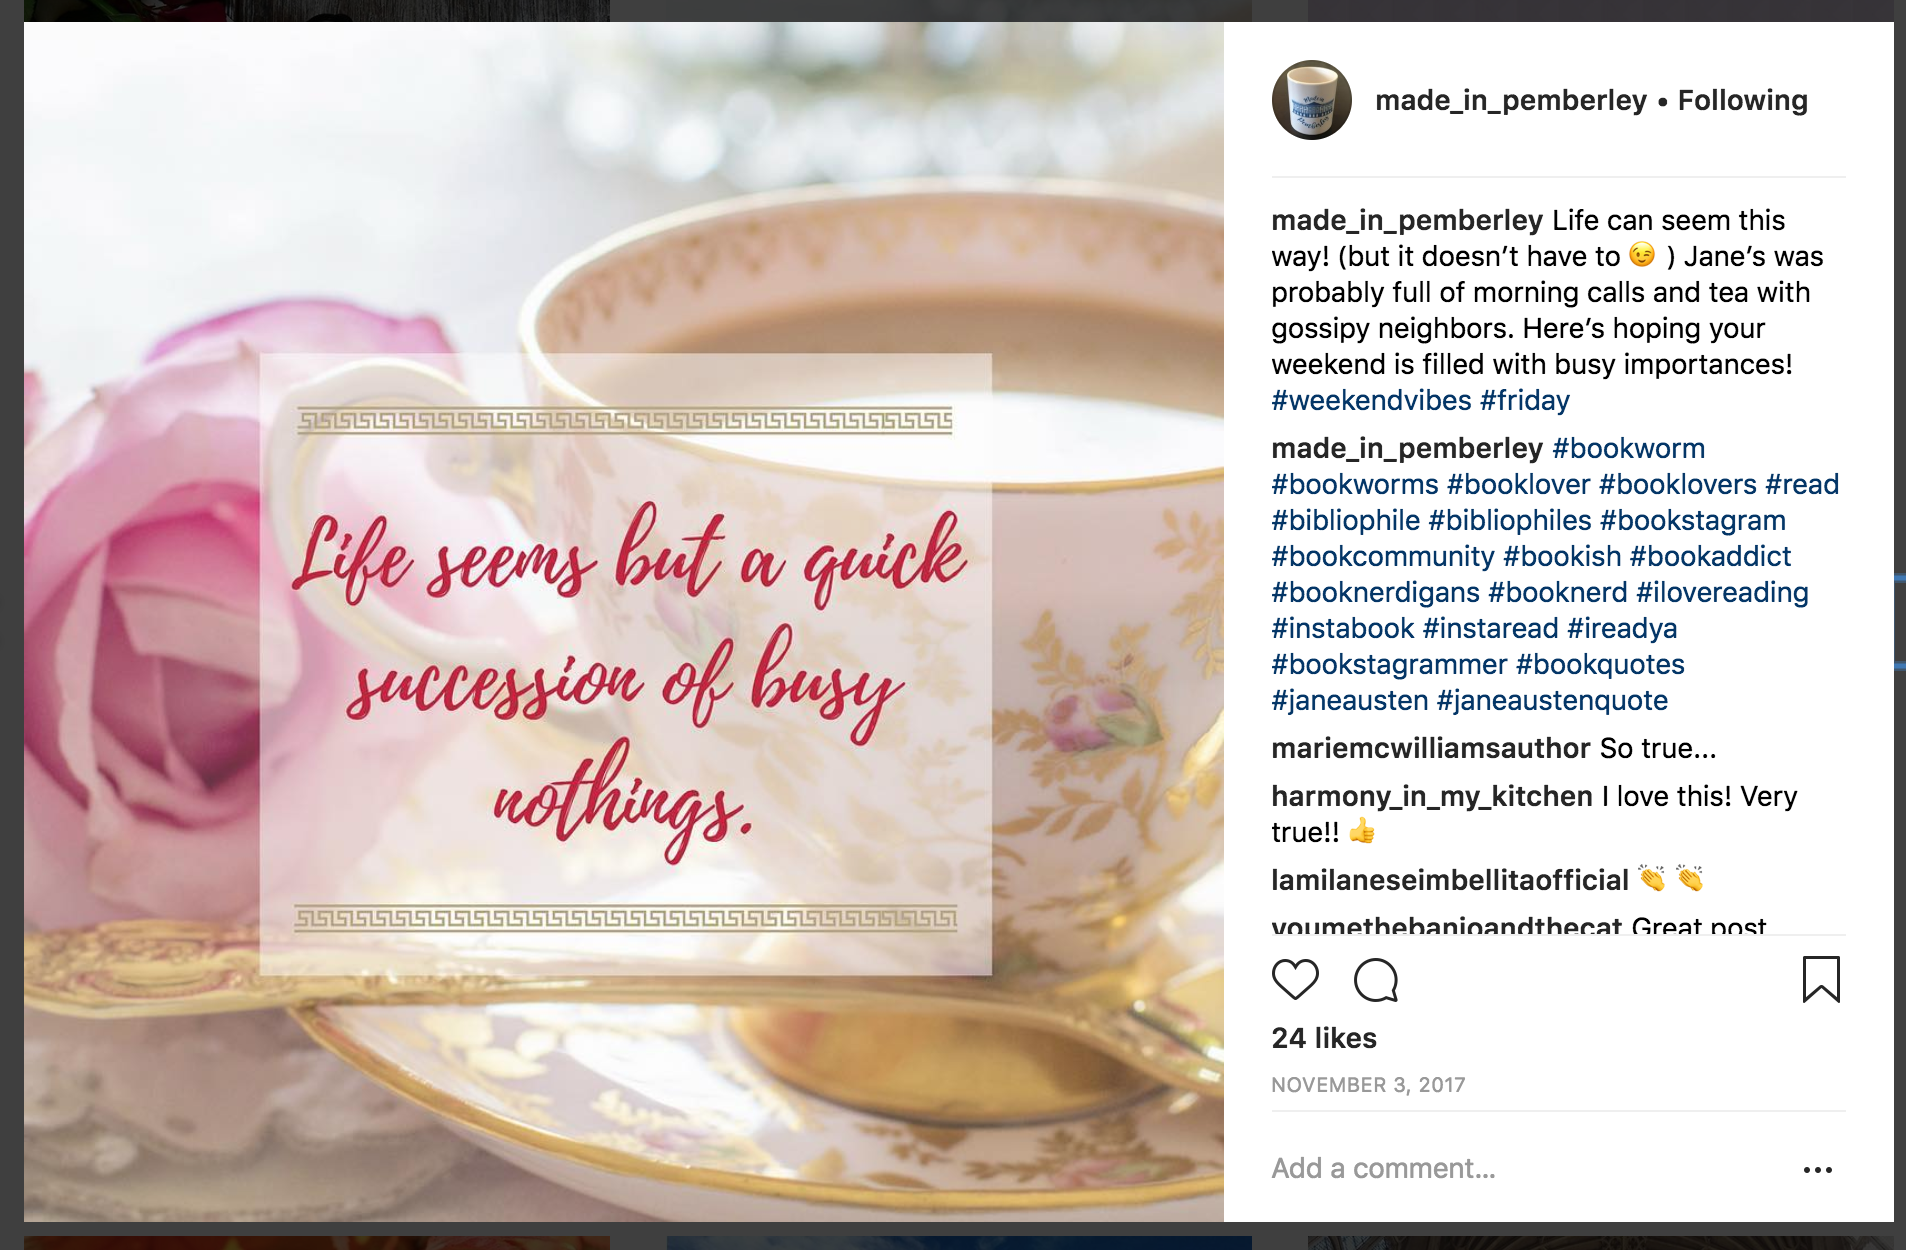 Life seems but a quick
succession of busy
nothings.
made_in_pemberley • Following
made_in_pemberley Life can seem this
way! (but it doesn’t have to 😉 ) Jane’s was
probably full of morning calls and tea with
gossipy neighbors. Here’s hoping your
weekend is filled with busy importances!
#weekendvibes #friday
made_in_pemberley #bookworm
#bookworms #booklover #booklovers #read
#bibliophile #bibliophiles #bookstagram
#bookcommunity #bookish #bookaddict
#booknerdigans #booknerd #ilovereading
#instabook #instaread #ireadya
#bookstagrammer #bookquotes
#janeausten #janeaustenquote
mariemcwilliamsauthor So true...
harmony_in_my_kitchen I love this! Very
true!! 👍
lamilaneseimbellitaofficial 👏 👏
youmethebanjoandthecat Great post
24 likes
NOVEMBER 3, 2017
Add a comment...